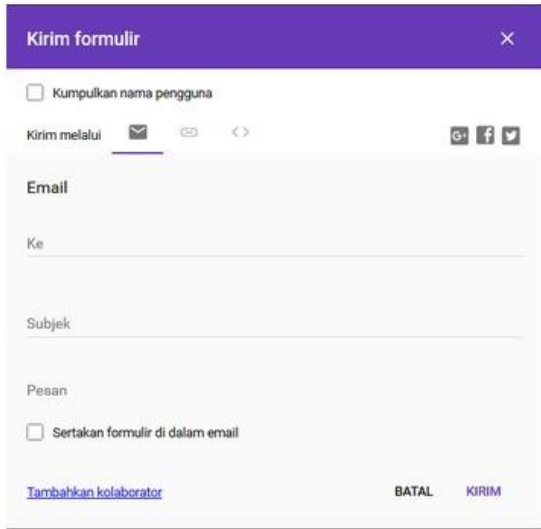 Kirim formulir
Kumpulkan nama pengguna
Kirim melalui
Email
Ke
Subjek
Pesan
Sertakan formulir di dalam email
Tambahkan kolaborator BATAL KIRIM